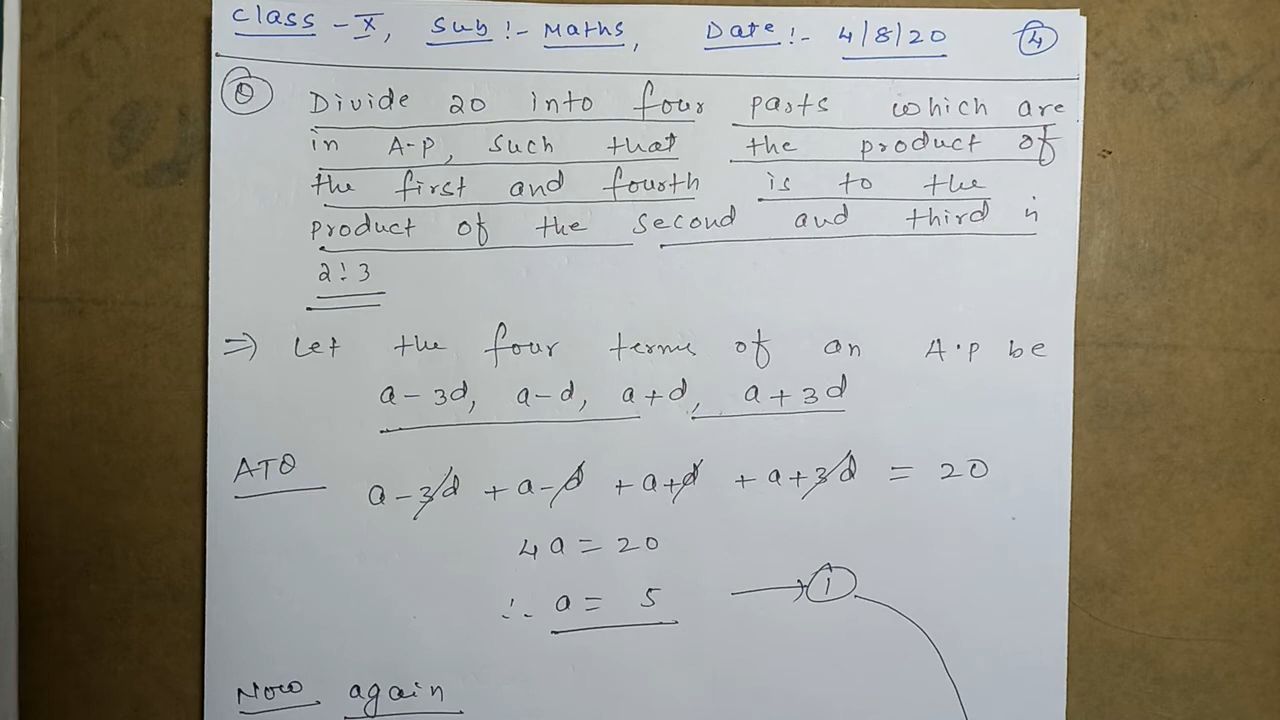 Class - X, Sub :- Maths, Date :- 4/8/20 4
Q Divide 20 into four parts which are
in A-P, such that the product of
the first and fourth is to the
product of the second and third is
2:3
=> Let the four terms of an A.p be
a-3d, a-d, a+d, a+3d
ATQ
a-3d + a-d + a+d + a+3d = 20
4a = 20
∴ a = 5 → 1
Now again